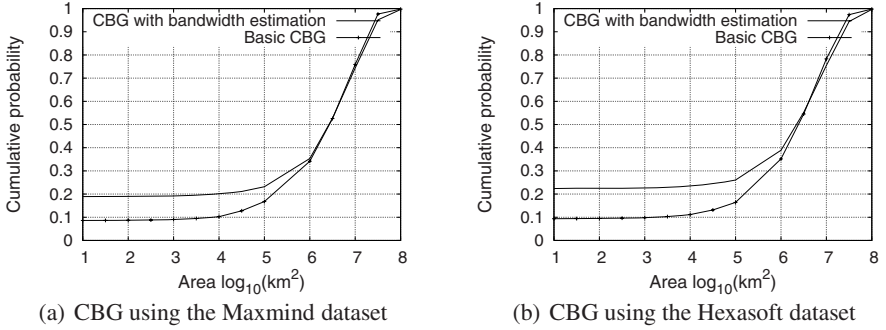 CBG with bandwidth estimation
Basic CBG
Cumulative probability
1
0.9
0.8
0.7
0.6
0.5
0.4
0.3
0.2
0.1
0
1 2 3 4 5 6 7 8
Area log10(km2)
(a) CBG using the Maxmind dataset
CBG with bandwidth estimation
Basic CBG
Cumulative probability
1
0.9
0.8
0.7
0.6
0.5
0.4
0.3
0.2
0.1
0
1 2 3 4 5 6 7 8
Area log10(km2)
(b) CBG using the Hexasoft dataset